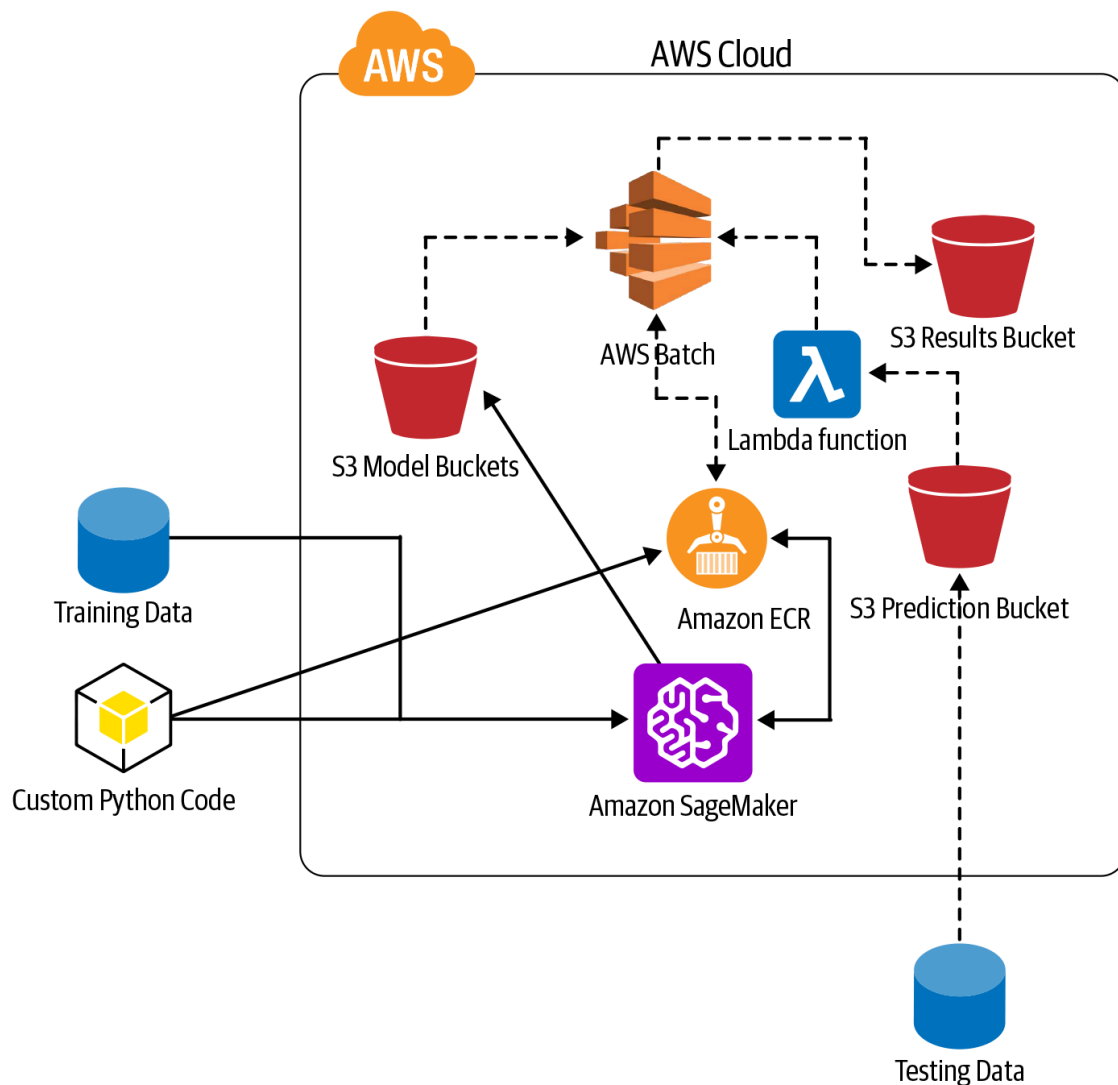 AWS
AWS Cloud
AWS Batch
S3 Results Bucket
Lambda function
S3 Model Buckets
Training Data
Amazon ECR
S3 Prediction Bucket
Custom Python Code
Amazon SageMaker
Testing Data